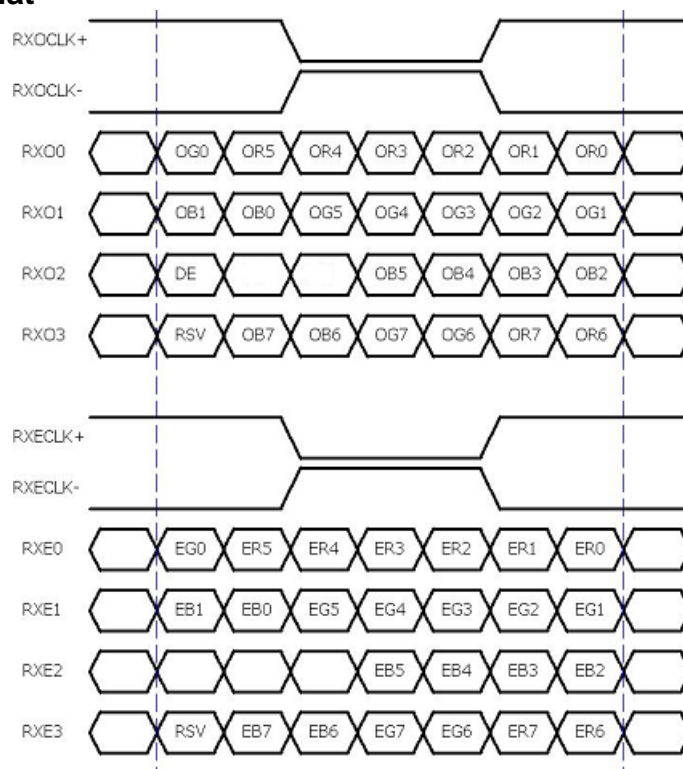 RXOCLK+
RXOCLK-
RXO0 OG0 OR5 OR4 OR3 OR2 OR1 OR0
RXO1 OB1 OB0 OG5 OG4 OG3 OG2 OG1
RXO2 DE OB5 OB4 OB3 OB2
RXO3 RSV OB7 OB6 OG7 OG6 OR7 OR6
RXECLK+
RXECLK-
RXE0 EG0 ER5 ER4 ER3 ER2 ER1 ER0
RXE1 EB1 EB0 EG5 EG4 EG3 EG2 EG1
RXE2 EB5 EB4 EB3 EB2
RXE3 RSV EB7 EB6 EG7 EG6 ER7 ER6